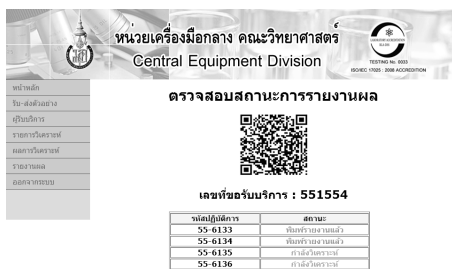 หน่วยเครื่องมือกลาง คณะวิทยาศาสตร์
Central Equipment Division
TESTING No. 0033
ISO/IEC 17025 : 2005 ACCREDITATION
หน้าหลัก
รับ-ส่งตัวอย่าง
ผู้รับบริการ
รายการวิเคราะห์
ผลการวิเคราะห์
รายงานผล
ออกจากระบบ
ตรวจสอบสถานะการรายงานผล
เลขที่ขอรับบริการ : 551554
รหัสปฏิบัติการ สถานะ
55-6133 พิมพ์รายงานแล้ว
55-6134 พิมพ์รายงานแล้ว
55-6135 กำลังวิเคราะห์
55-6136 กำลังวิเคราะห์